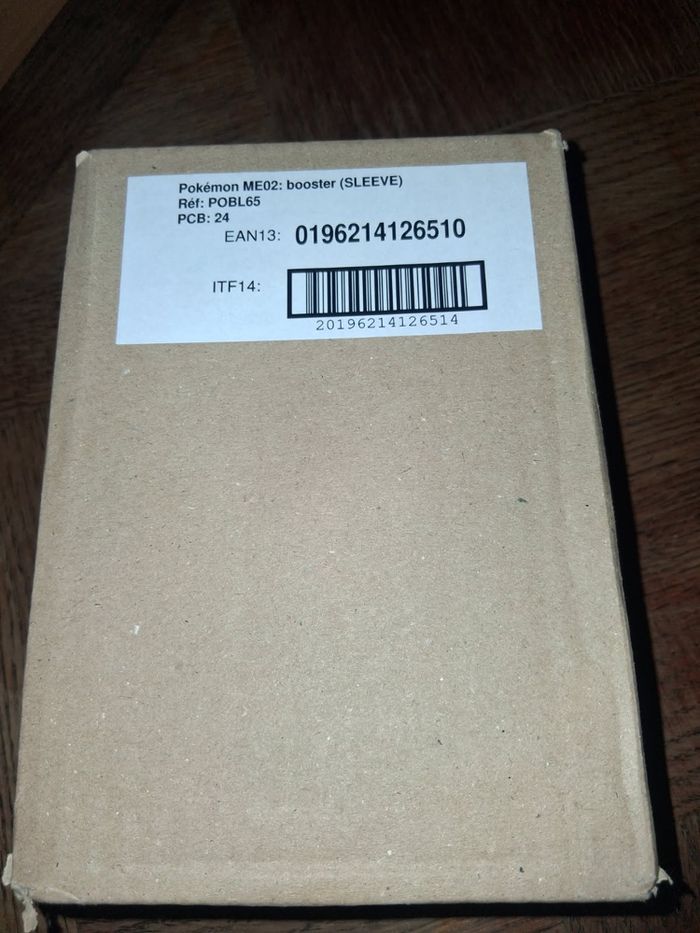 Pokémon ME02: booster (SLEEVE)
Réf: POBL65
PCB: 24
EAN13: 0196214126510
ITF14:
20196214126514